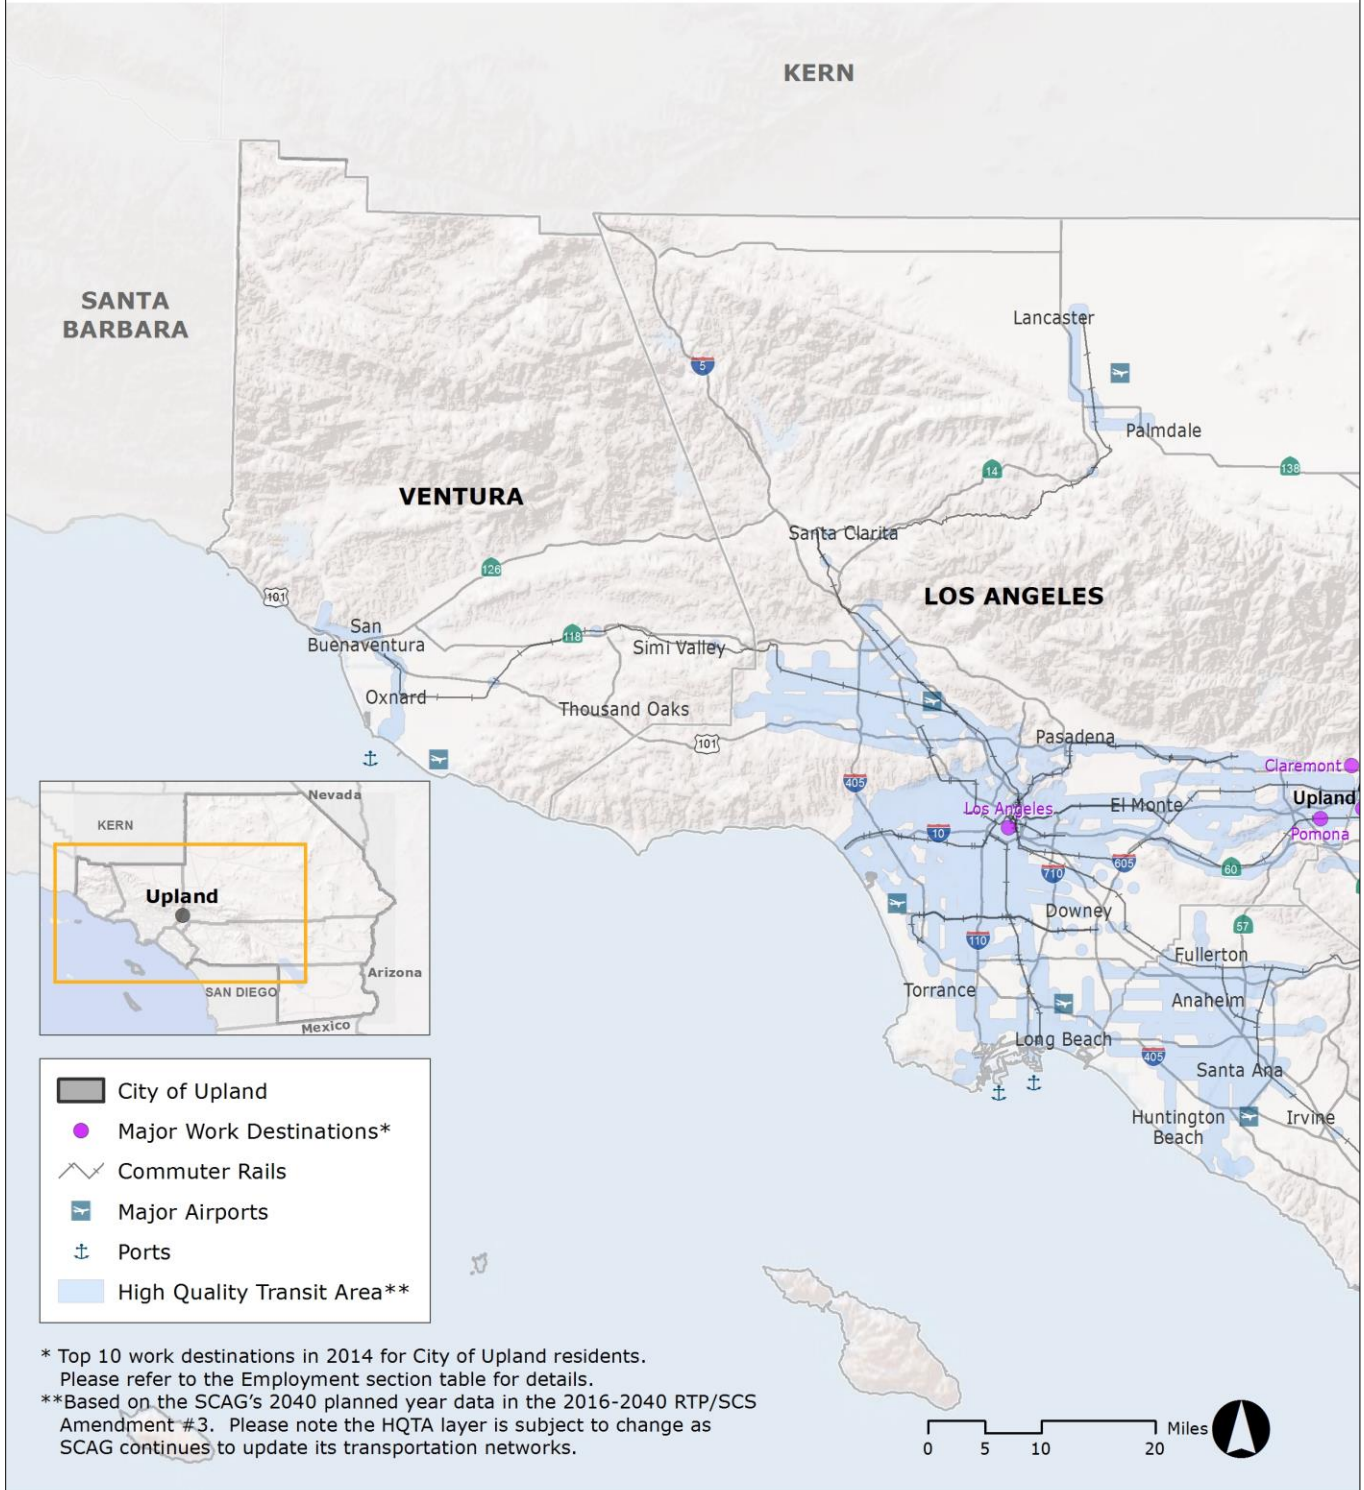 KERN
SANTA
BARBARA
Lancaster
5
Palmdale
14
138
VENTURA
Santa Clarita
126
LOS ANGELES
101
San
Buenaventura
118
Simi Valley
Oxnard
Thousand Oaks
101
Pasadena
Claremont
405
Upland
Los Angeles
El Monte
10
Pomona
605
60
710
Downey
57
110
Fullerton
Torrance
Anaheim
Long Beach
405
Santa Ana
Huntington
Beach
Irvine
Nevada
KERN
Upland
Arizona
SAN DIEGO
Mexico
City of Upland
Major Work Destinations*
Commuter Rails
Major Airports
Ports
High Quality Transit Area**
* Top 10 work destinations in 2014 for City of Upland residents.
Please refer to the Employment section table for details.
**Based on the SCAG's 2040 planned year data in the 2016-2040 RTP/SCS
Amendment #3. Please note the HQTA layer is subject to change as
SCAG continues to update its transportation networks.
Miles
0 5 10 20